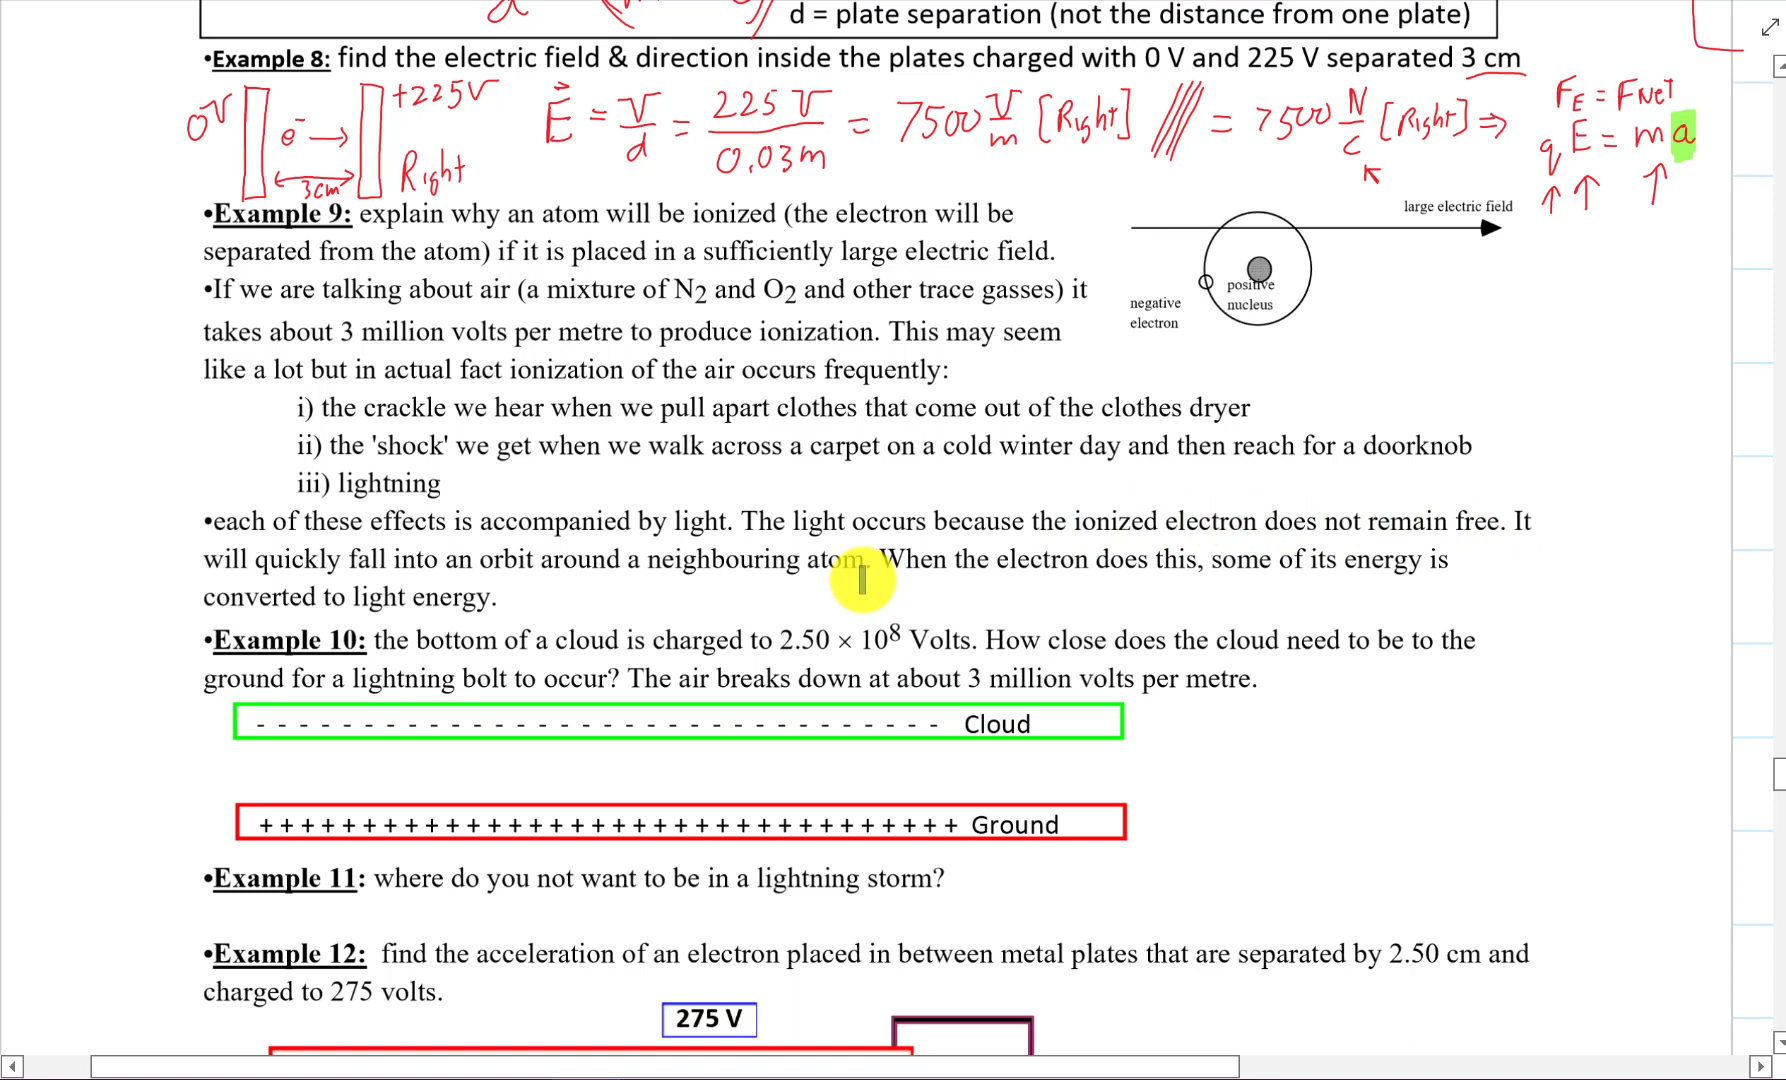 d = plate separation (not the distance from one plate)
•Example 8: find the electric field & direction inside the plates charged with 0 V and 225 V separated 3 cm
0V e⁻ → +225V Right 3cm
E⃗ = V/d = 225 V/0.03m = 7500 V/m [Right] = 7500 N/C [Right] ⇒
FE = FNET
qE = ma
•Example 9: explain why an atom will be ionized (the electron will be
separated from the atom) if it is placed in a sufficiently large electric field.
large electric field
positive
nucleus
negative
electron
•If we are talking about air (a mixture of N2 and O2 and other trace gasses) it
takes about 3 million volts per metre to produce ionization. This may seem
like a lot but in actual fact ionization of the air occurs frequently:
i) the crackle we hear when we pull apart clothes that come out of the clothes dryer
ii) the 'shock' we get when we walk across a carpet on a cold winter day and then reach for a doorknob
iii) lightning
•each of these effects is accompanied by light. The light occurs because the ionized electron does not remain free. It
will quickly fall into an orbit around a neighbouring atom. When the electron does this, some of its energy is
converted to light energy.
•Example 10: the bottom of a cloud is charged to 2.50 × 10⁸ Volts. How close does the cloud need to be to the
ground for a lightning bolt to occur? The air breaks down at about 3 million volts per metre.
- - - - - - - - - - - - - - - - - - - - - - - - - - - - - - - - Cloud
+ + + + + + + + + + + + + + + + + + + + + + + + + + + + + + + + + + Ground
•Example 11: where do you not want to be in a lightning storm?
•Example 12: find the acceleration of an electron placed in between metal plates that are separated by 2.50 cm and
charged to 275 volts.
275 V